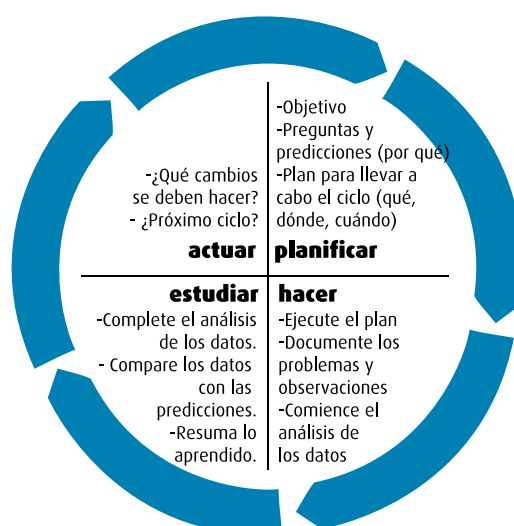 -¿Qué cambios
se deben hacer?
- ¿Próximo ciclo?
actuar
-Objetivo
-Preguntas y
predicciones (por qué)
-Plan para llevar a
cabo el ciclo (qué,
dónde, cuándo)
planificar
estudiar
-Complete el análisis
de los datos.
- Compare los datos
con las
predicciones.
-Resuma lo
aprendido.
hacer
-Ejecute el plan
-Documente los
problemas y
observaciones
-Comience el
análisis de
los datos